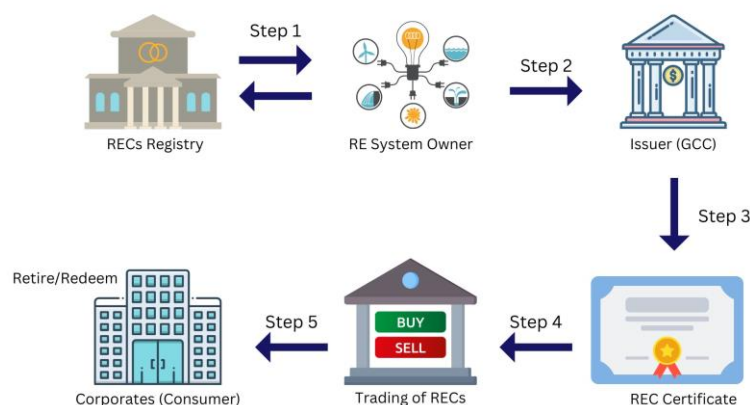 Step 1
Step 2
RECs Registry
RE System Owner
Issuer (GCC)
$
Step 3
Retire/Redeem
Step 5
BUY
SELL
Step 4
Corporates (Consumer)
Trading of RECs
REC Certificate